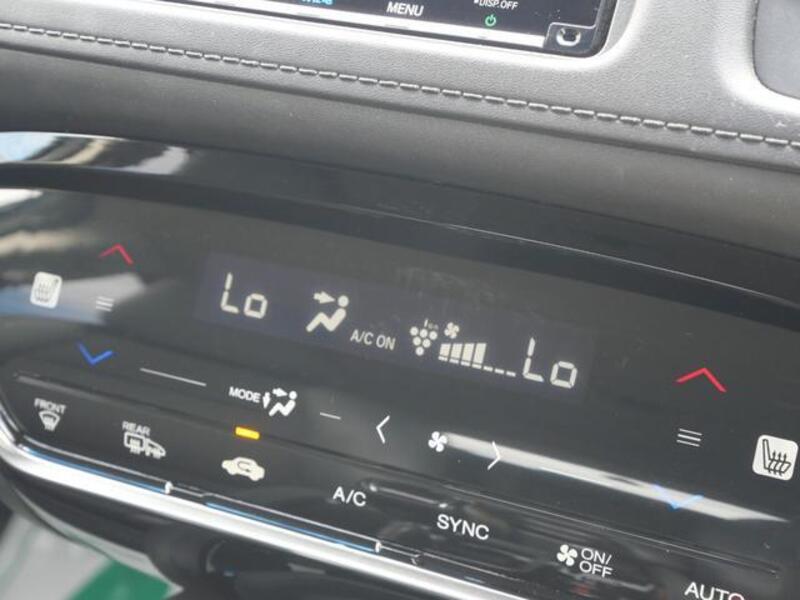 MENU
DISP.OFF
Lo
A/C ON
Lo
MODE
FRONT
REAR
A/C
SYNC
ON/
OFF
AUTO